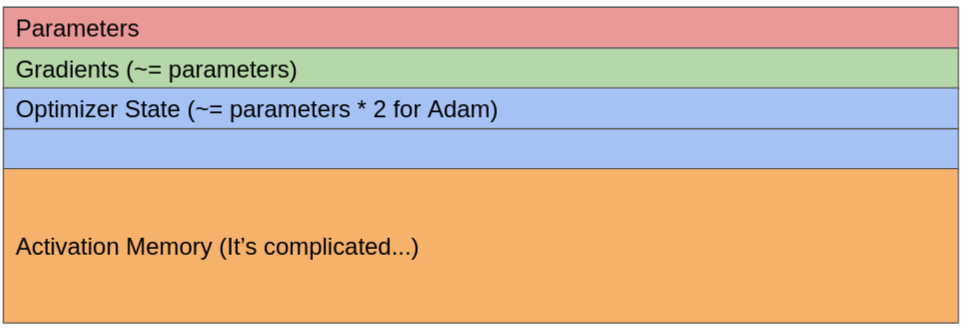 Parameters
Gradients (~= parameters)
Optimizer State (~= parameters * 2 for Adam)
Activation Memory (It’s complicated...)